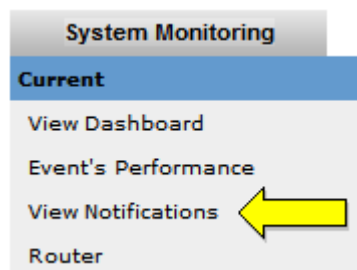 System Monitoring
Current
View Dashboard
Event's Performance
View Notifications
Router